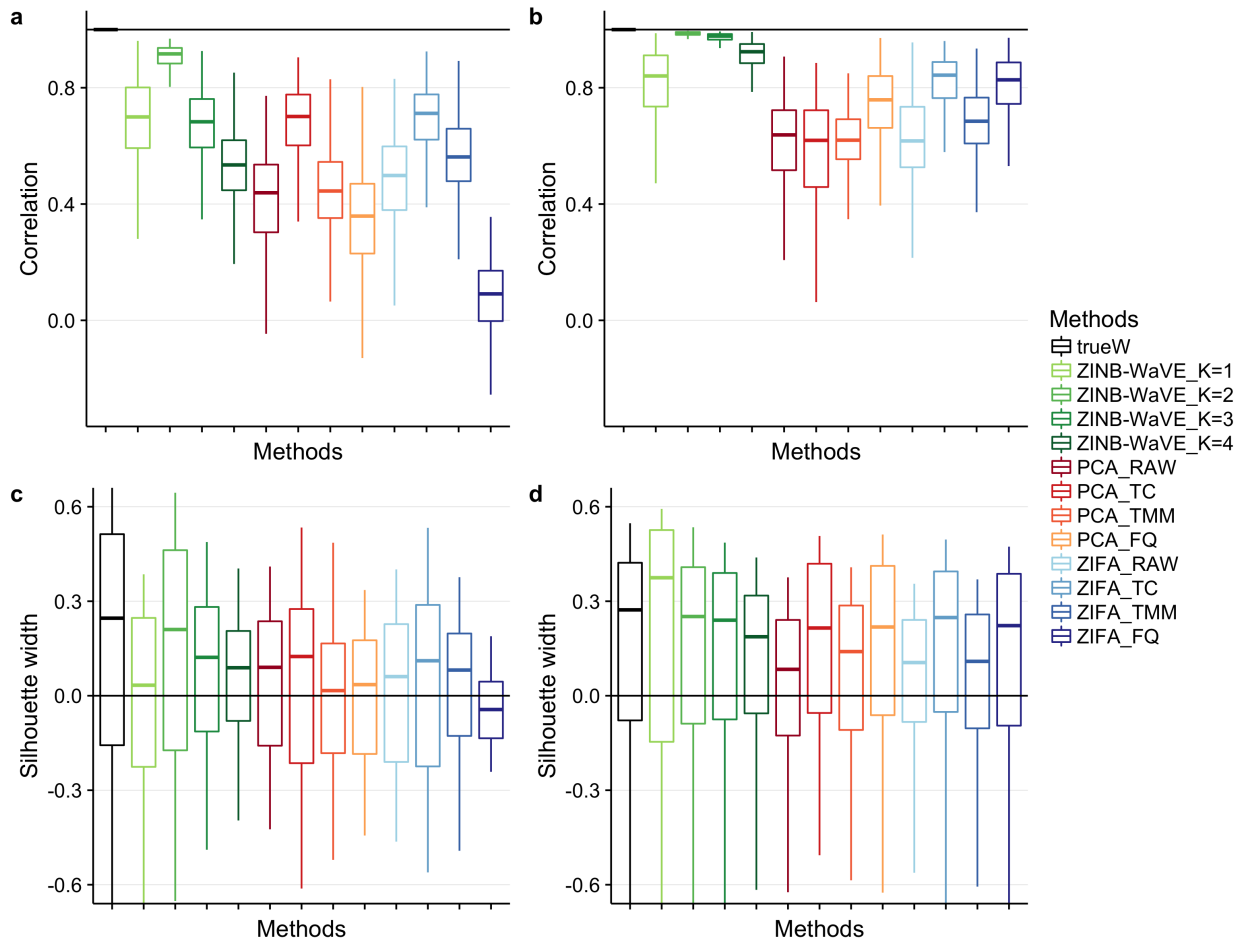 a
Correlation
0.8
0.4
0.0
Methods
b
Correlation
0.8
0.4
0.0
Methods
c
Silhouette width
0.6
0.3
0.0
-0.3
-0.6
Methods
d
Silhouette width
0.6
0.3
0.0
-0.3
-0.6
Methods
Methods
trueW
ZINB-WaVE_K=1
ZINB-WaVE_K=2
ZINB-WaVE_K=3
ZINB-WaVE_K=4
PCA_RAW
PCA_TC
PCA_TMM
PCA_FQ
ZIFA_RAW
ZIFA_TC
ZIFA_TMM
ZIFA_FQ